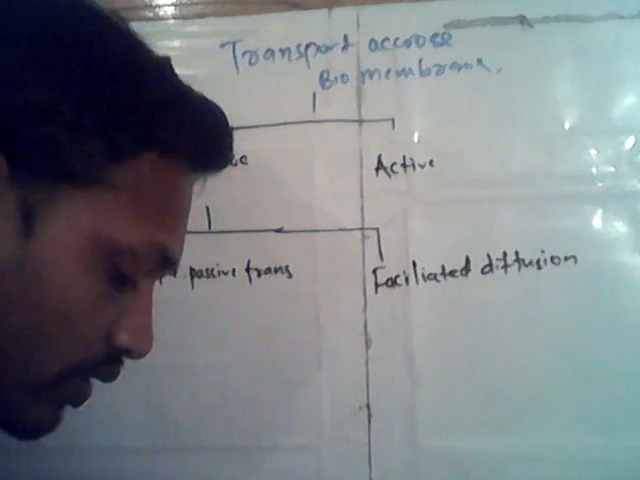 Transport accross
Bio membrane.
Active
passive trans
Faciliated diffusion